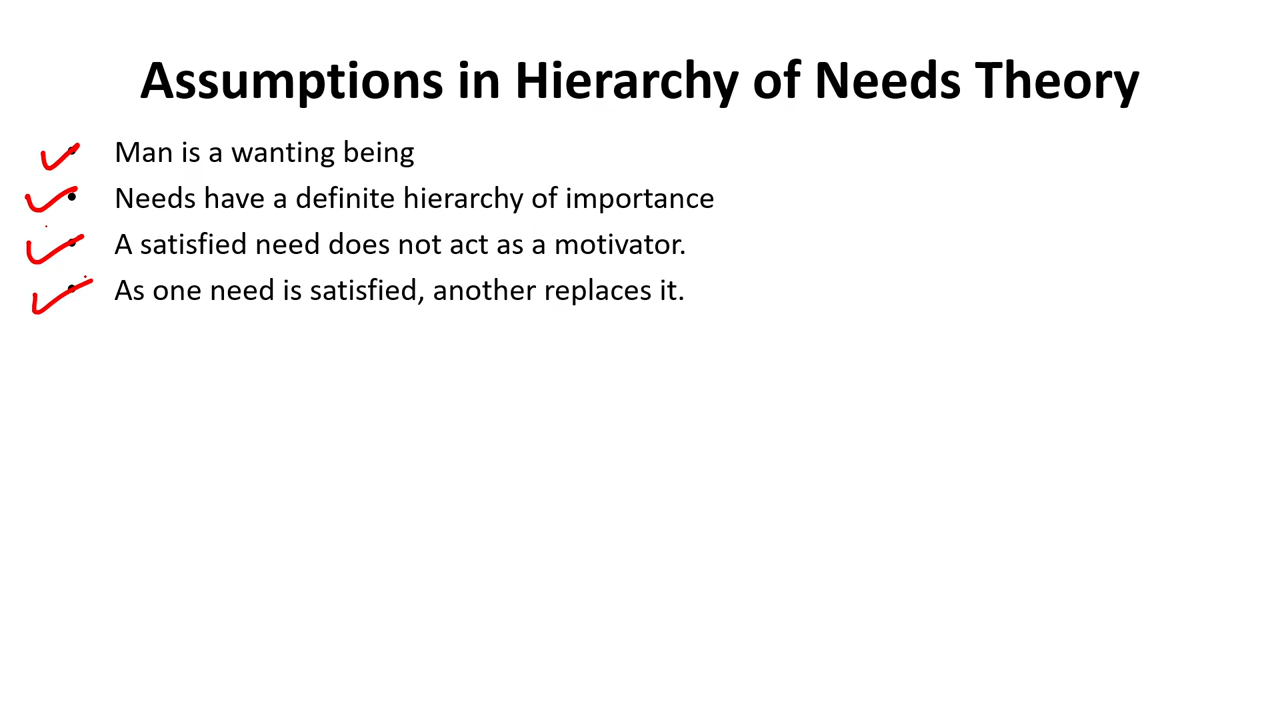 Assumptions in Hierarchy of Needs Theory
• Man is a wanting being
• Needs have a definite hierarchy of importance
• A satisfied need does not act as a motivator.
• As one need is satisfied, another replaces it.